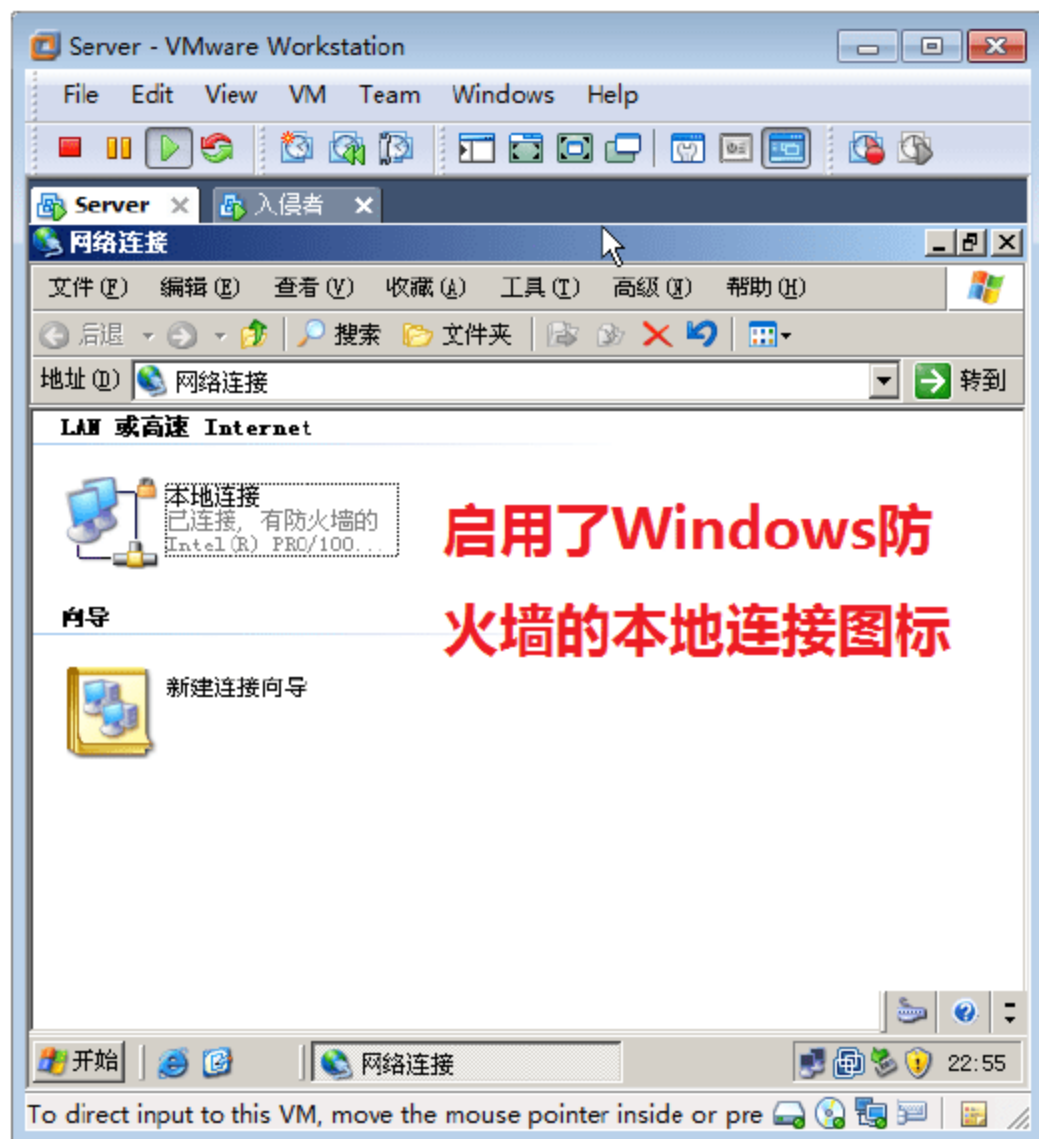 Server - VMware Workstation
File Edit View VM Team Windows Help
Server 入侵者
网络连接
文件(F) 编辑(E) 查看(V) 收藏(A) 工具(T) 高级(N) 帮助(H)
后退 搜索 文件夹
地址(D) 网络连接 转到
LAN 或高速 Internet
本地连接
已连接, 有防火墙的
Intel(R) PRO/100...
启用了Windows防
火墙的本地连接图标
向导
新建连接向导
开始 网络连接 22:55
To direct input to this VM, move the mouse pointer inside or pre